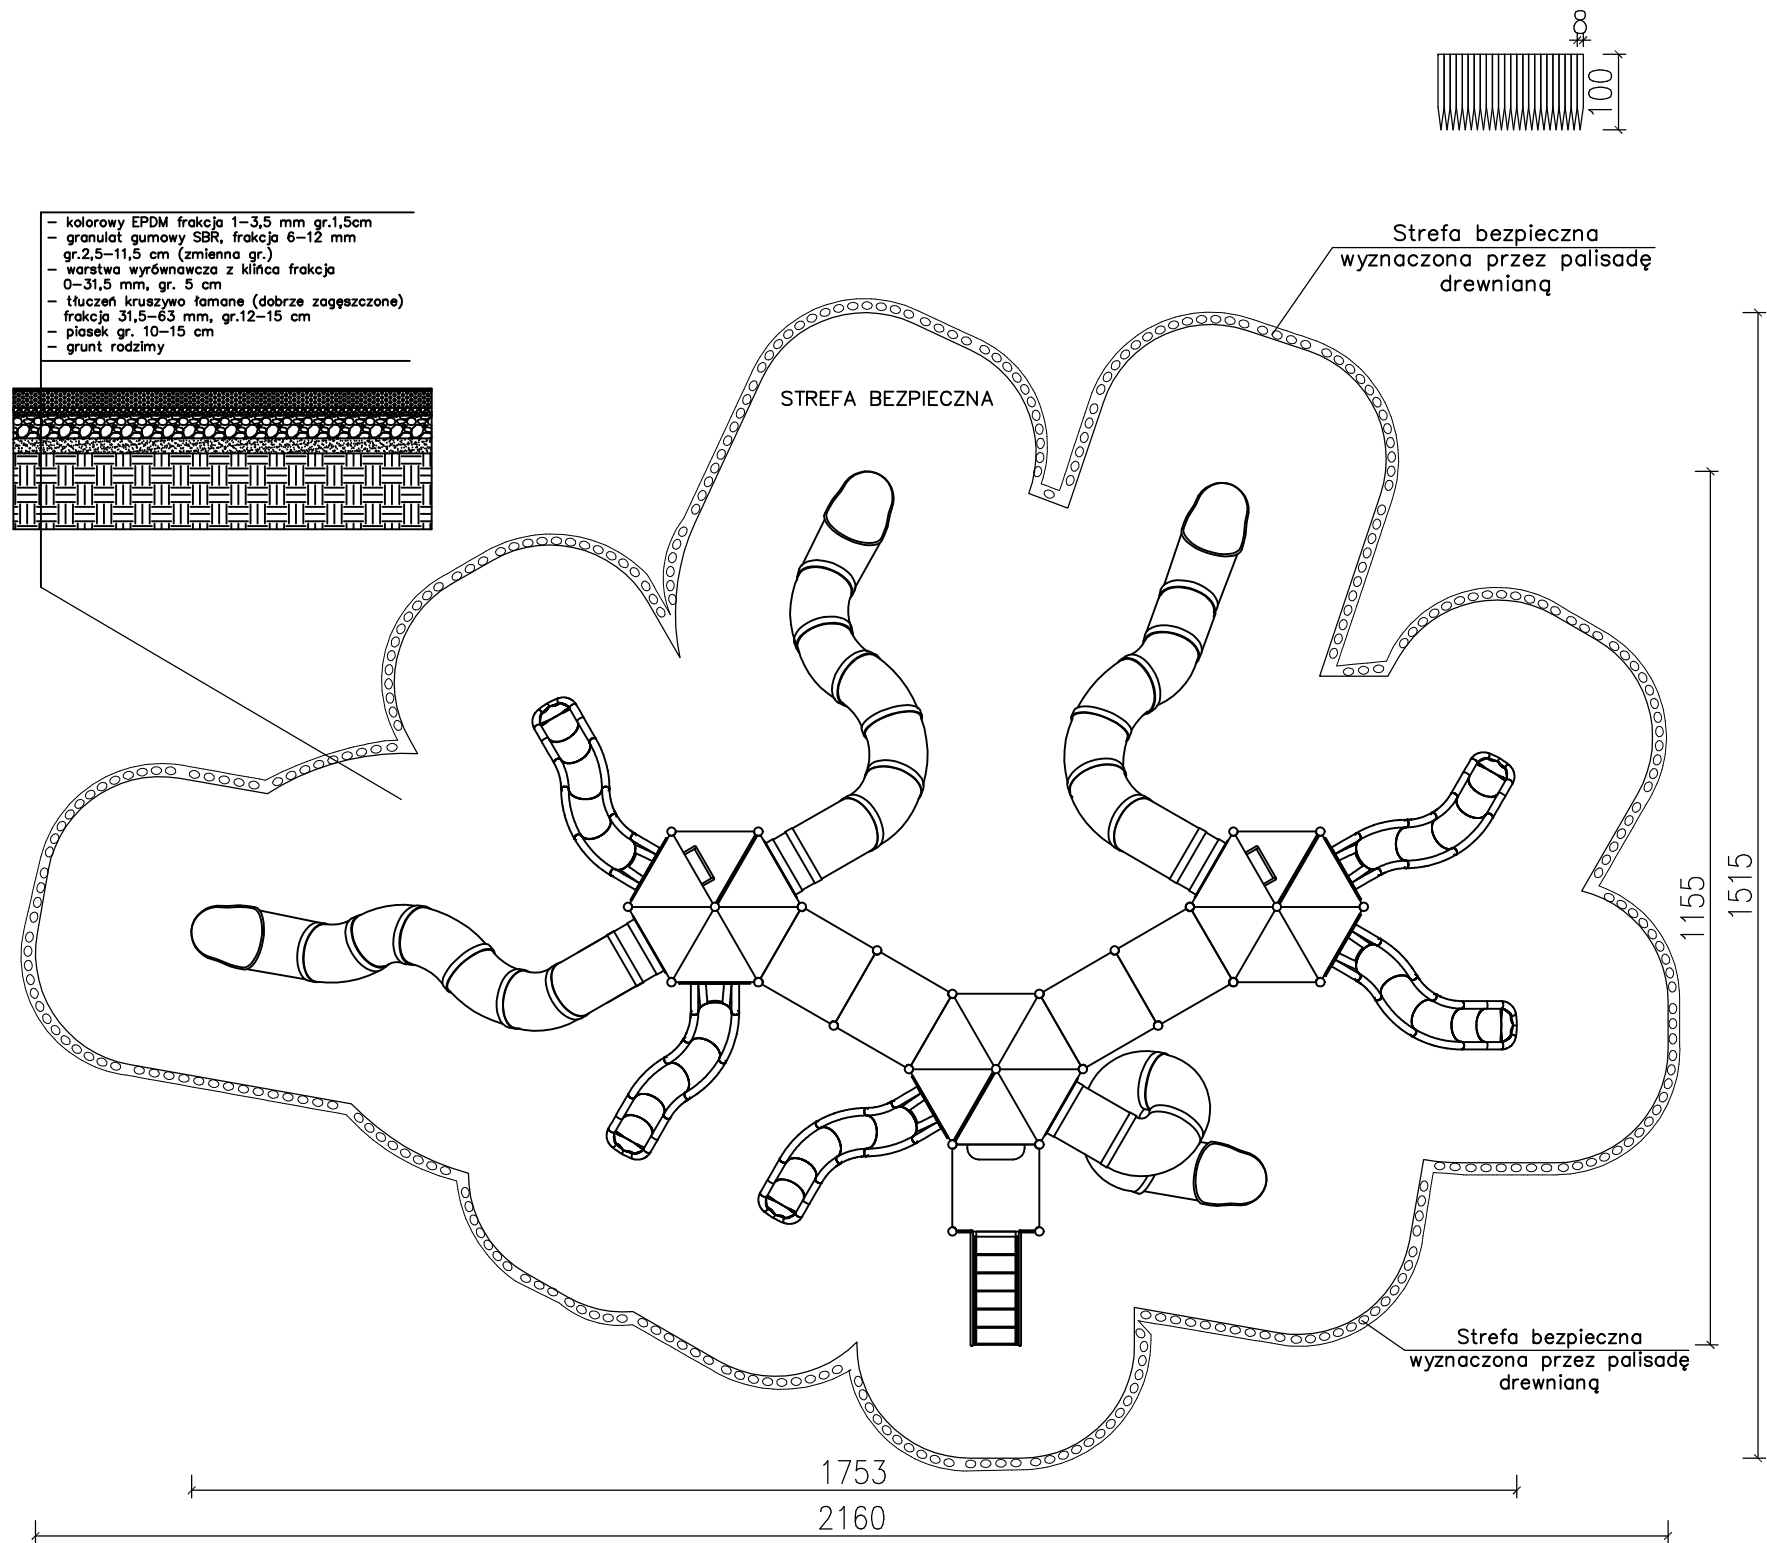 8
100
– kolorowy EPDM frakcja 1–3,5 mm gr.1,5cm
– granulat gumowy SBR, frakcja 6–12 mm
gr.2,5–11,5 cm (zmienna gr.)
– warstwa wyrównawcza z klińca frakcja
0–31,5 mm, gr. 5 cm
– tłuczeń kruszywo łamane (dobrze zagęszczone)
frakcja 31,5–63 mm, gr.12–15 cm
– piasek gr. 10–15 cm
– grunt rodzimy
Strefa bezpieczna
wyznaczona przez palisadę
drewnianą
STREFA BEZPIECZNA
1155
1515
Strefa bezpieczna
wyznaczona przez palisadę
drewnianą
1753
2160